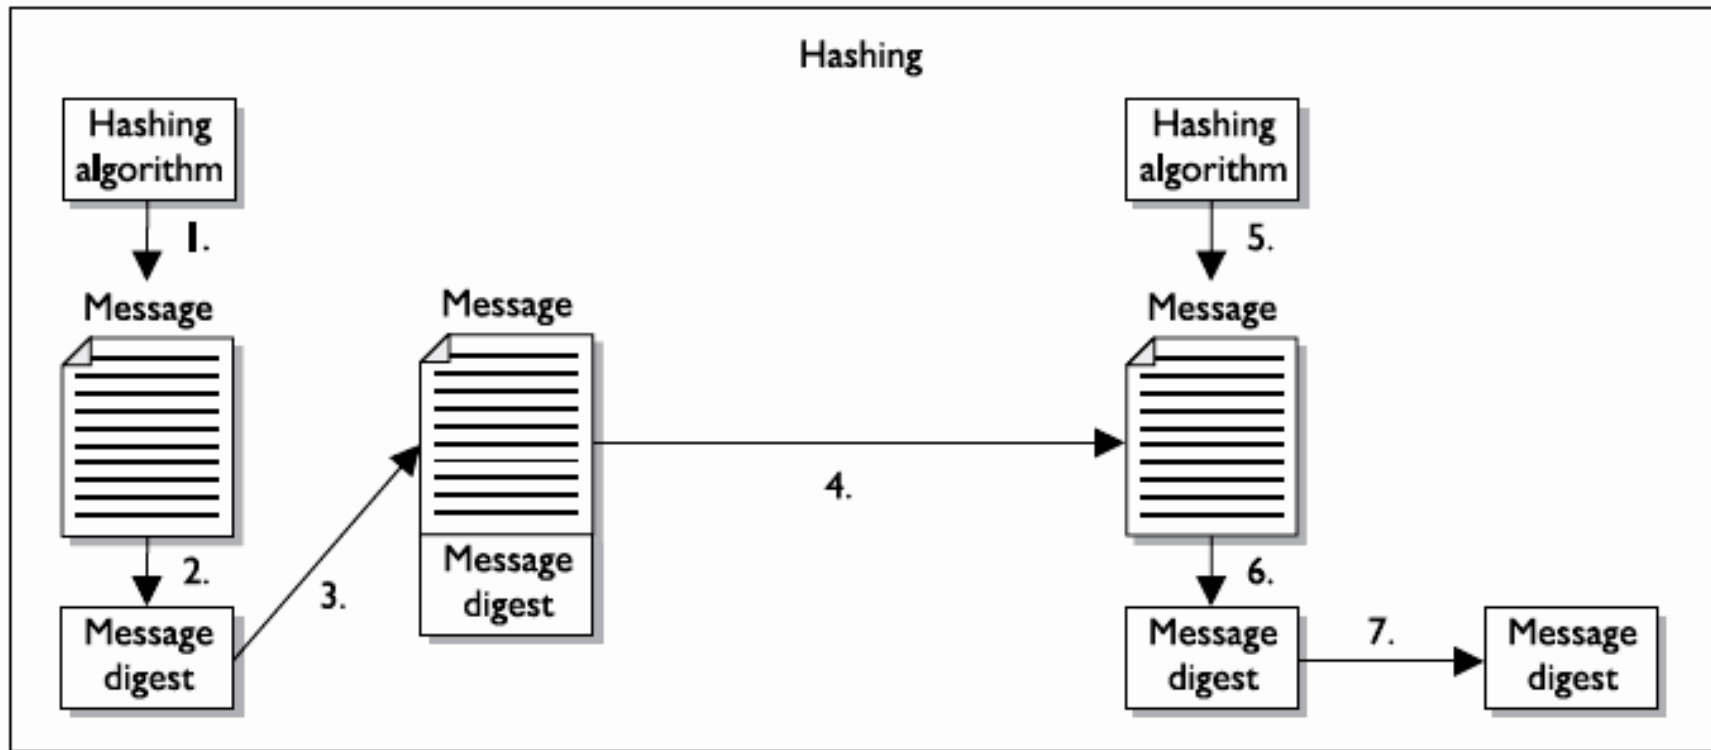 Hashing
Hashing
algorithm
1.
Message
2.
Message
digest
3.
Message
Message
digest
4.
Hashing
algorithm
5.
Message
6.
Message
digest
7.
Message
digest